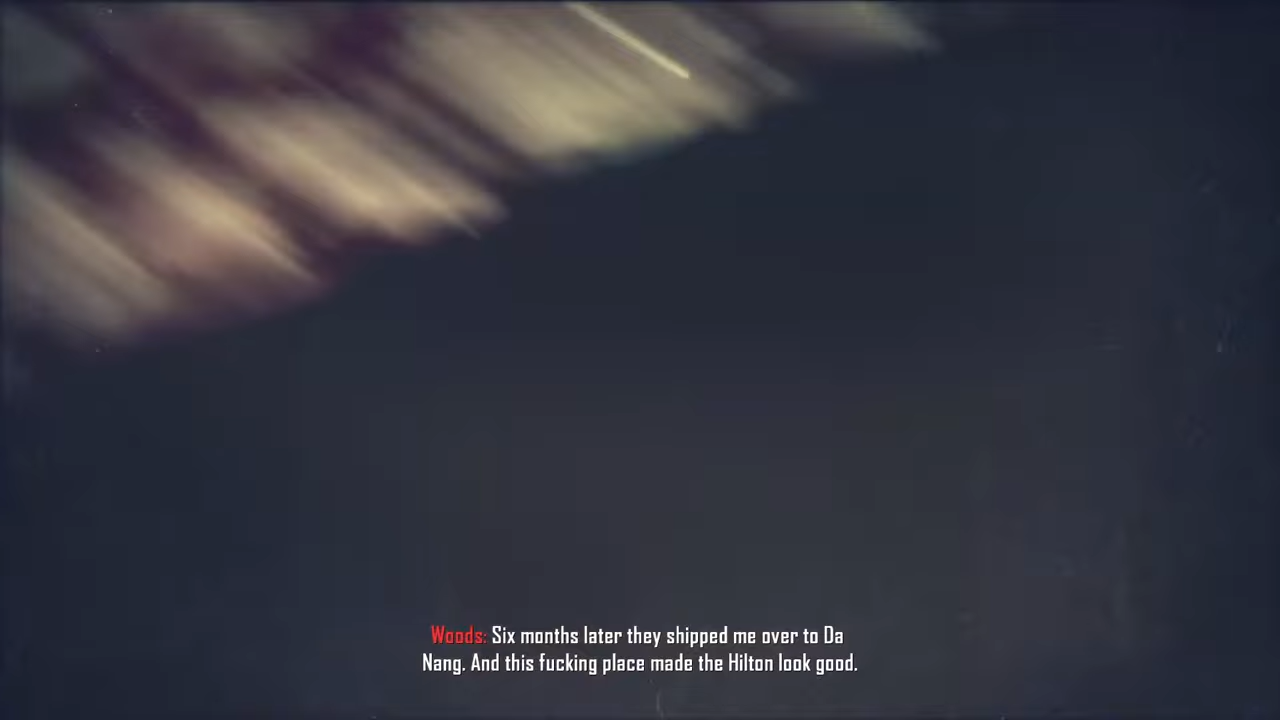 Woods: Six months later they shipped me over to Da
Nang. And this fucking place made the Hilton look good.